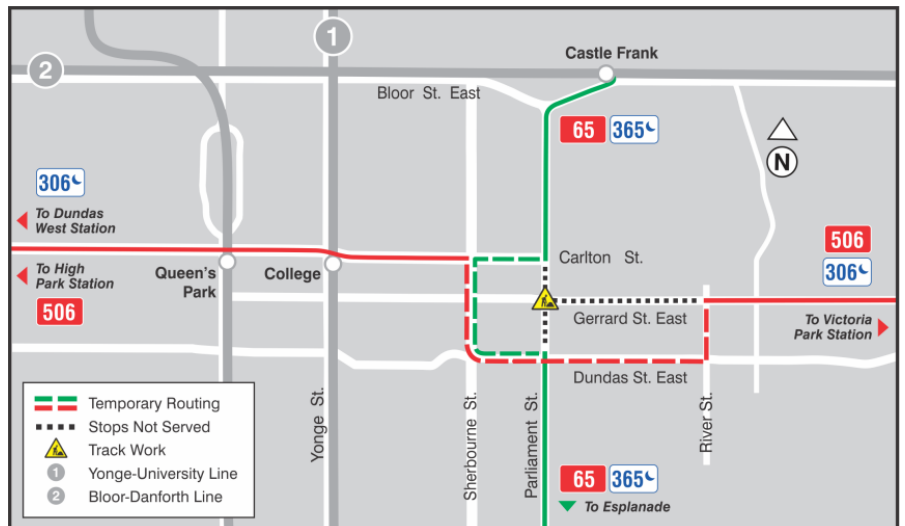 1
2
Castle Frank
Bloor St. East
65 365
N
306
To Dundas
West Station
506
306
To High
Park Station
506
Queen's
Park
College
Carlton St.
Gerrard St. East
To Victoria
Park Station
Dundas St. East
Yonge St.
Sherbourne St.
Parliament St.
River St.
Temporary Routing
Stops Not Served
Track Work
1 Yonge-University Line
2 Bloor-Danforth Line
65 365
To Esplanade